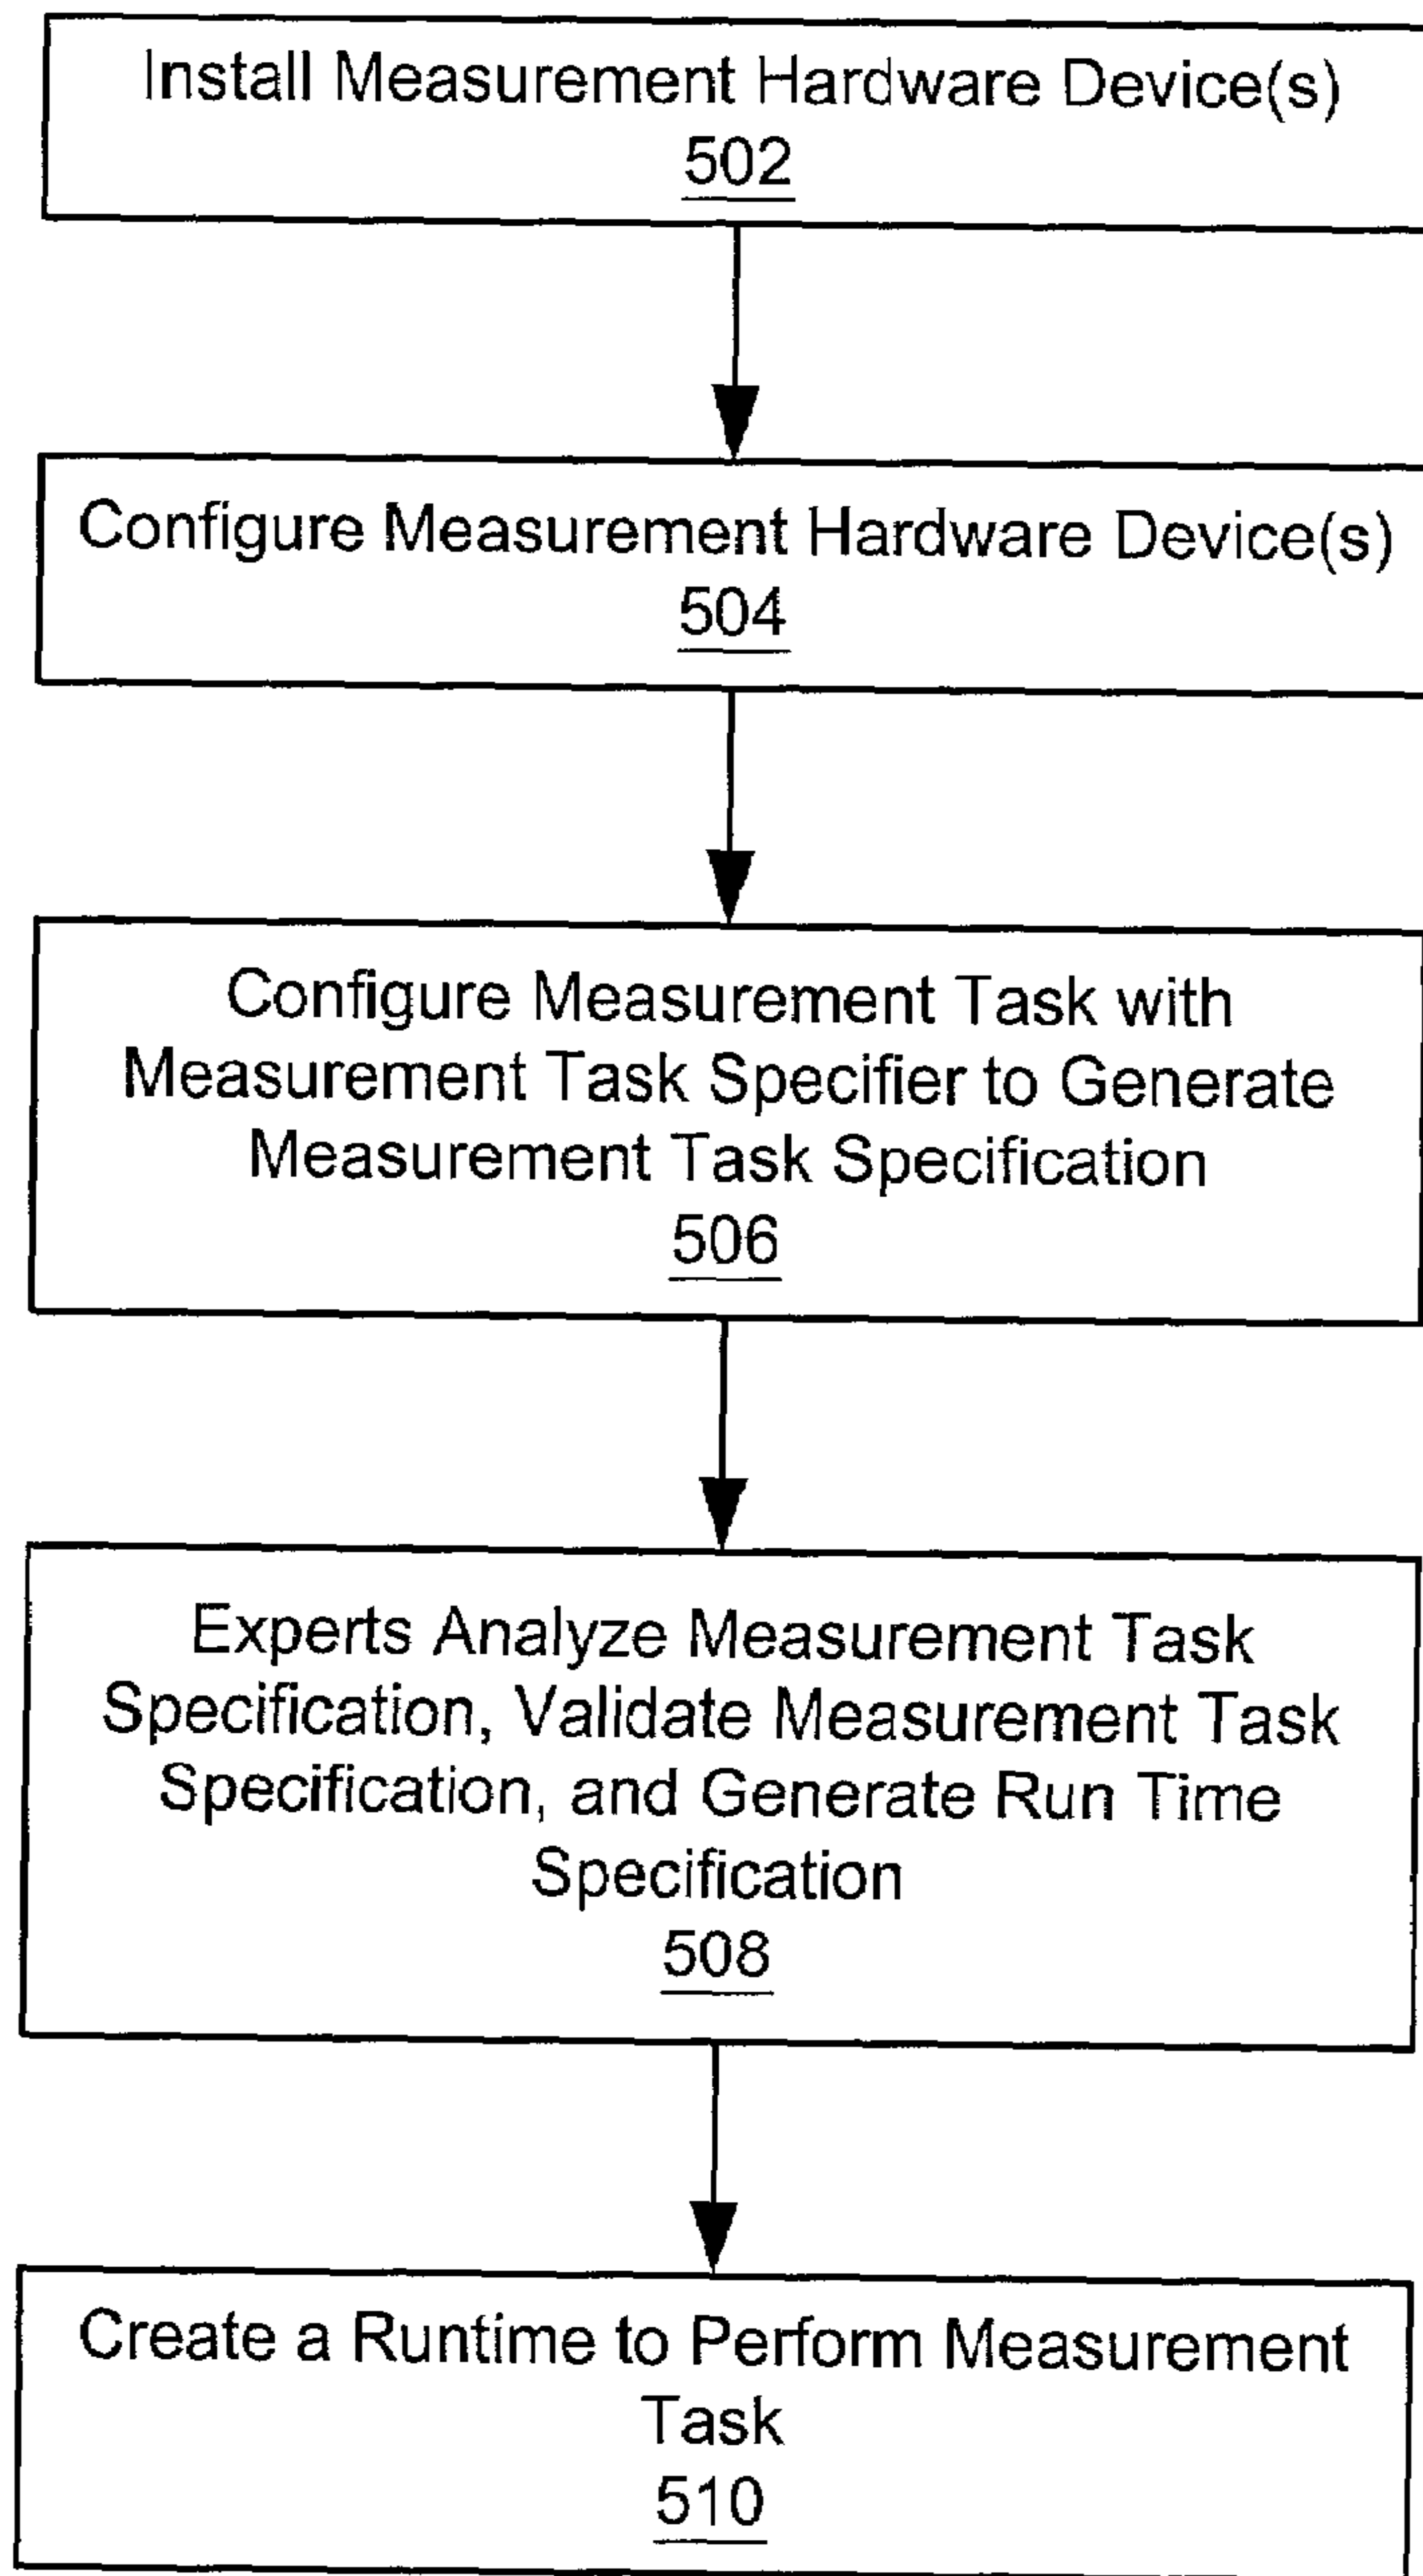 Install Measurement Hardware Device(s)
502
Configure Measurement Hardware Device(s)
504
Configure Measurement Task with
Measurement Task Specifier to Generate
Measurement Task Specification
506
Experts Analyze Measurement Task
Specification, Validate Measurement Task
Specification, and Generate Run Time
Specification
508
Create a Runtime to Perform Measurement
Task
510